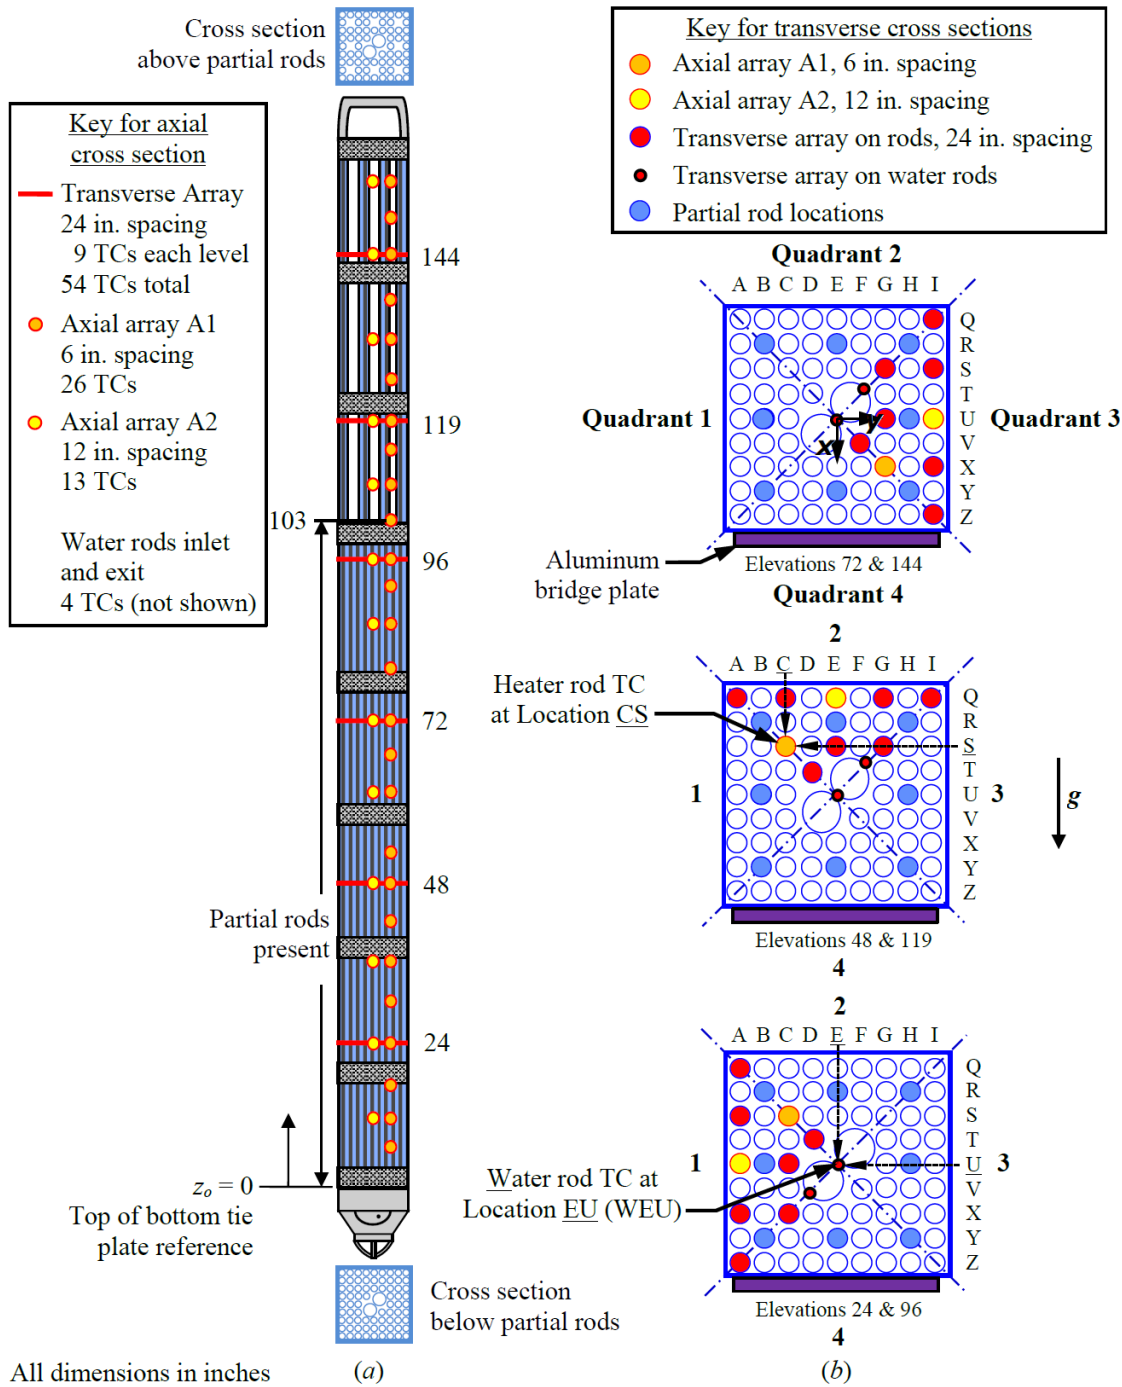 Cross section
above partial rods
Key for axial
cross section
Transverse Array
24 in. spacing
9 TCs each level
54 TCs total
Axial array A1
6 in. spacing
26 TCs
Axial array A2
12 in. spacing
13 TCs
Water rods inlet
and exit
4 TCs (not shown)
144
119
103
96
72
48
24
Partial rods
present
z₀ = 0
Top of bottom tie
plate reference
Cross section
below partial rods
All dimensions in inches
(a)
Key for transverse cross sections
Axial array A1, 6 in. spacing
Axial array A2, 12 in. spacing
Transverse array on rods, 24 in. spacing
Transverse array on water rods
Partial rod locations
Quadrant 2
A B C D E F G H I
Q
R
S
T
U
V
X
Y
Z
Quadrant 1
Quadrant 3
y
x
Aluminum
bridge plate
Elevations 72 & 144
Quadrant 4
2
A B C D E F G H I
Heater rod TC
at Location CS
Q
R
S
T
U
V
X
Y
Z
1
3
g
Elevations 48 & 119
4
2
A B C D E F G H I
Q
R
S
T
U
V
X
Y
Z
1
3
Water rod TC at
Location EU (WEU)
Elevations 24 & 96
4
(b)